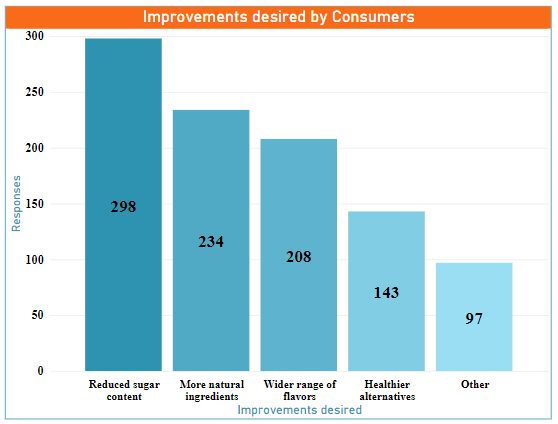 Improvements desired by Consumers
300
250
200
150
100
50
0
Responses
298
234
208
143
97
Reduced sugar
content
More natural
ingredients
Wider range of
flavors
Healthier
alternatives
Other
Improvements desired